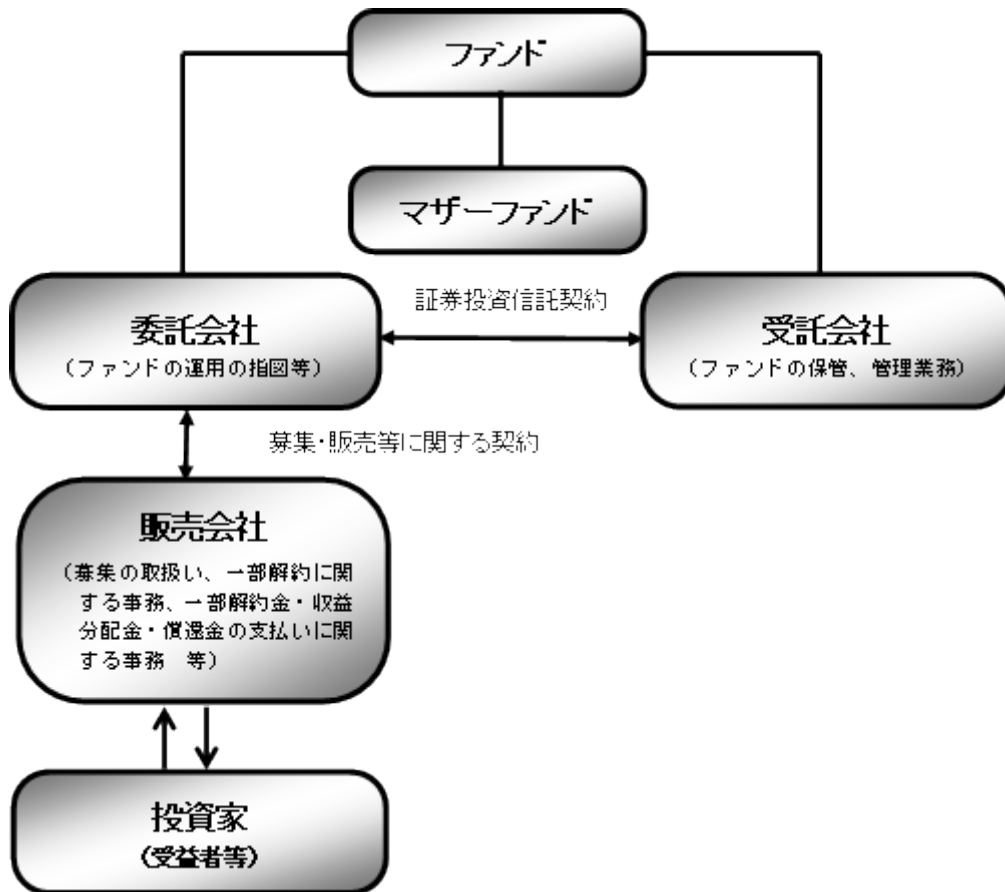 ファンド
マザーファンド
証券投資信託契約
委託会社
(ファンドの運用の指図等)
受託会社
(ファンドの保管、管理業務)
募集・販売等に関する契約
販売会社
(募集の取扱い、一部解約に関
する事務、一部解約金・収益
分配金・償還金の支払いに関
する事務　等)
投資家
(受益者等)